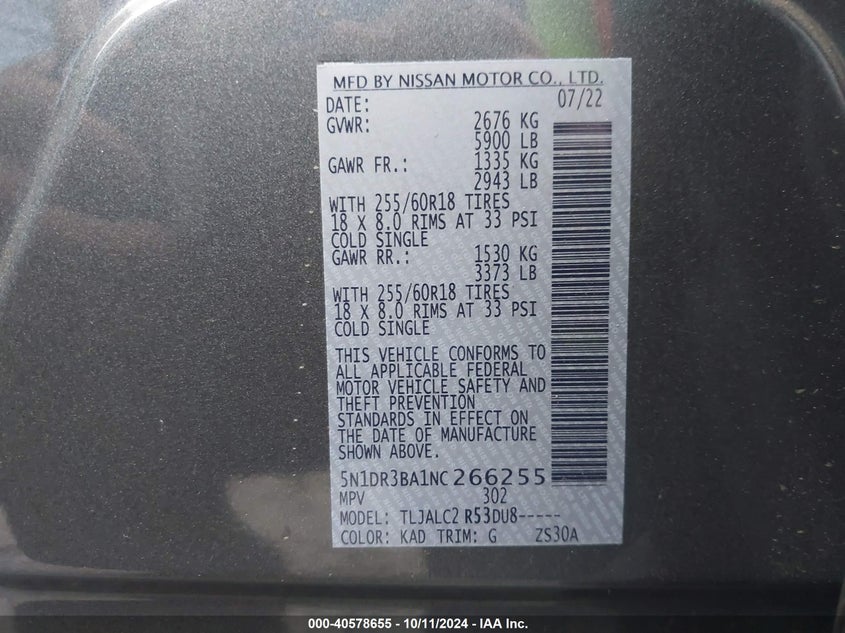 MFD BY NISSAN MOTOR CO., LTD.
DATE: 07/22
GVWR: 2676 KG
5900 LB
GAWR FR.: 1335 KG
2943 LB
WITH 255/60R18 TIRES
18 X 8.0 RIMS AT 33 PSI
COLD SINGLE
GAWR RR.: 1530 KG
3373 LB
WITH 255/60R18 TIRES
18 X 8.0 RIMS AT 33 PSI
COLD SINGLE
THIS VEHICLE CONFORMS TO
ALL APPLICABLE FEDERAL
MOTOR VEHICLE SAFETY AND
THEFT PREVENTION
STANDARDS IN EFFECT ON
THE DATE OF MANUFACTURE
SHOWN ABOVE.
5N1DR3BA1NC266255
MPV 302
MODEL: TLJALC2 R53DU8-----
COLOR: KAD TRIM: G ZS30A
000-40578655 - 10/11/2024 - IAA Inc.